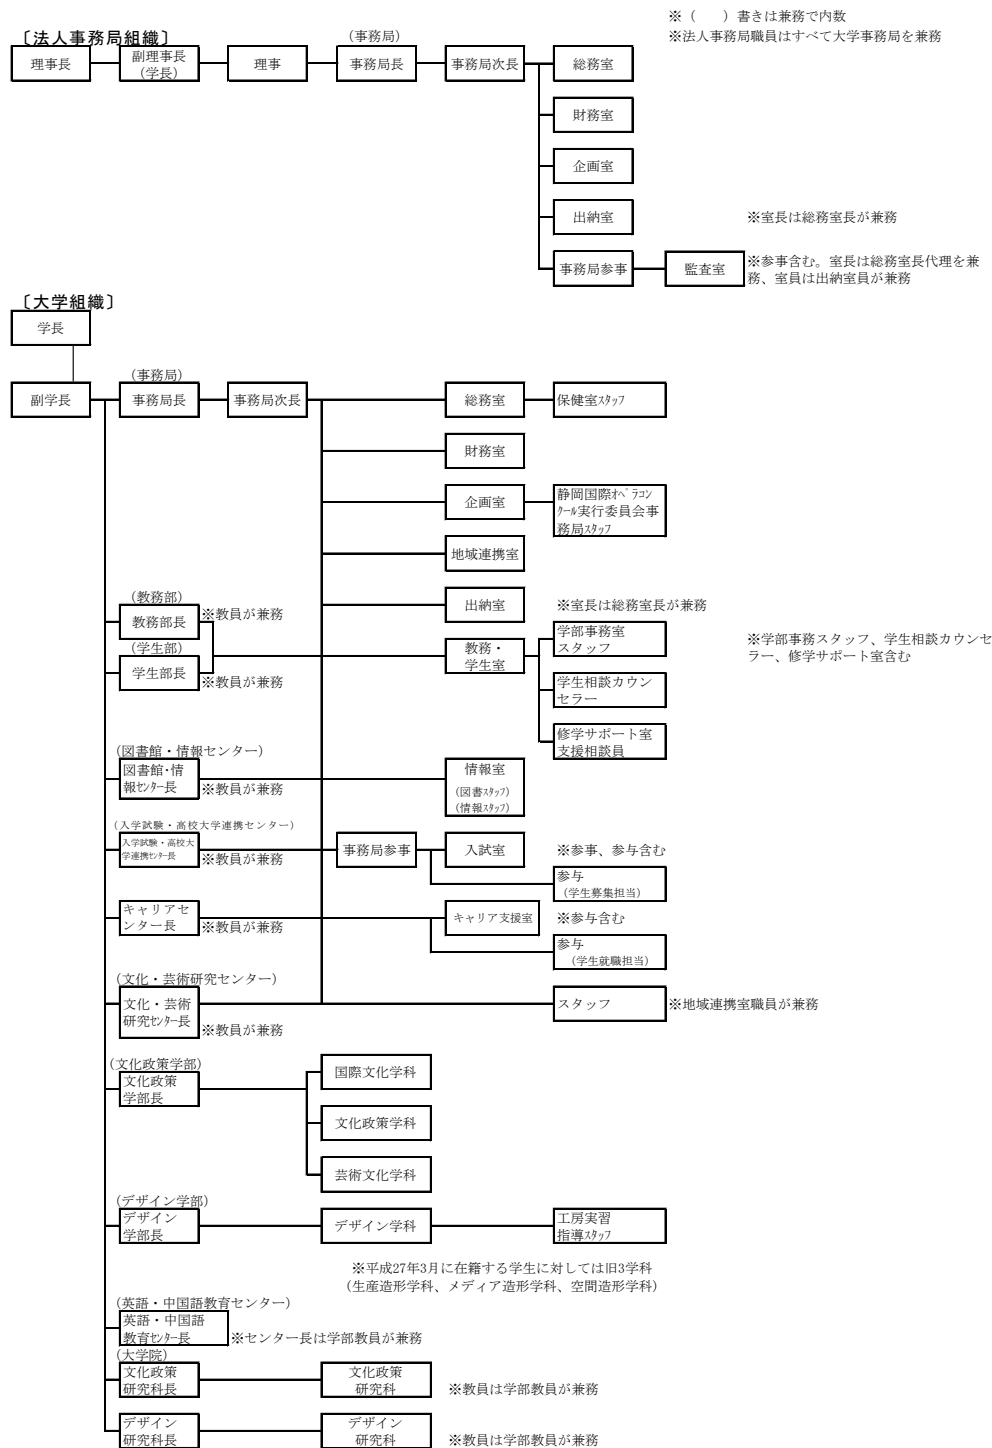 ※（　　）書きは兼務で内数
〔法人事務局組織〕
（事務局）
※法人事務局職員はすべて大学事務局を兼務
理事長
副理事長
（学長）
理事
事務局長
事務局次長
総務室
財務室
企画室
出納室
※室長は総務室長が兼務
事務局参事
監査室
※参事含む。室長は総務室長代理を兼
務、室員は出納室員が兼務
〔大学組織〕
学長
（事務局）
副学長
事務局長
事務局次長
総務室
保健室ｽﾀｯﾌ
財務室
企画室
静岡国際ｵﾍﾟﾗｺﾝ
ｸｰﾙ実行委員会事
務局ｽﾀｯﾌ
地域連携室
出納室
※室長は総務室長が兼務
（教務部）
教務部長
※教員が兼務
（学生部）
学生部長
※教員が兼務
教務・
学生室
学部事務室
スタッフ
※学部事務スタッフ、学生相談カウンセ
ラー、修学サポート室含む
学生相談カウン
セラー
修学サポート室
支援相談員
（図書館・情報センター）
図書館・情
報ｾﾝﾀｰ長
※教員が兼務
情報室
（図書ｽﾀｯﾌ）
（情報ｽﾀｯﾌ）
（入学試験・高校大学連携センター）
入学試験・高校大
学連携ｾﾝﾀｰ長
※教員が兼務
事務局参事
入試室
※参事、参与含む
参与
（学生募集担当）
キャリアセ
ンター長
※教員が兼務
キャリア支援室
※参与含む
参与
（学生就職担当）
（文化・芸術研究センター）
文化・芸術
研究ｾﾝﾀｰ長
※教員が兼務
スタッフ
※地域連携室職員が兼務
（文化政策学部）
文化政策
学部長
国際文化学科
文化政策学科
芸術文化学科
（デザイン学部）
デザイン
学部長
デザイン学科
工房実習
指導ｽﾀｯﾌ
※平成27年3月に在籍する学生に対しては旧3学科
（生産造形学科、メディア造形学科、空間造形学科）
（英語・中国語教育センター）
英語・中国語
教育ｾﾝﾀｰ長
※センター長は学部教員が兼務
（大学院）
文化政策
研究科長
文化政策
研究科
※教員は学部教員が兼務
デザイン
研究科長
デザイン
研究科
※教員は学部教員が兼務